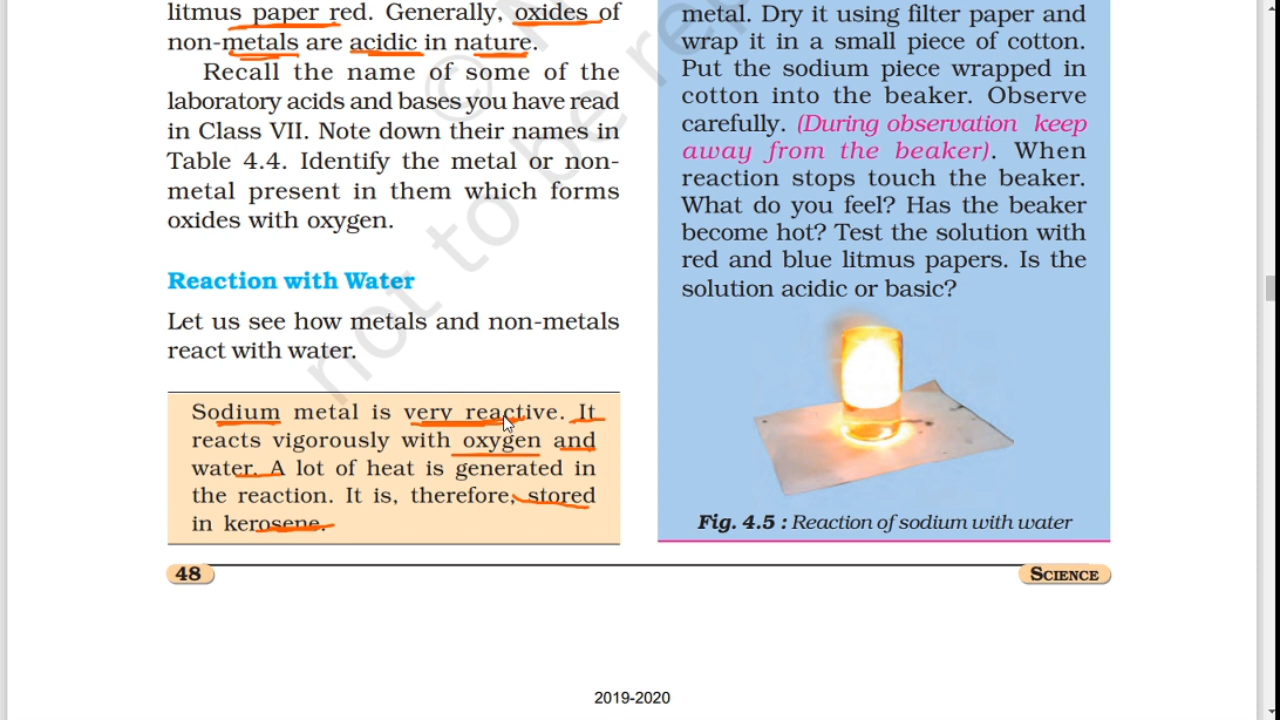 litmus paper red. Generally, oxides of
non-metals are acidic in nature.
Recall the name of some of the
laboratory acids and bases you have read
in Class VII. Note down their names in
Table 4.4. Identify the metal or non-
metal present in them which forms
oxides with oxygen.
Reaction with Water
Let us see how metals and non-metals
react with water.
Sodium metal is very reactive. It
reacts vigorously with oxygen and
water. A lot of heat is generated in
the reaction. It is, therefore, stored
in kerosene.
metal. Dry it using filter paper and
wrap it in a small piece of cotton.
Put the sodium piece wrapped in
cotton into the beaker. Observe
carefully. (During observation keep
away from the beaker). When
reaction stops touch the beaker.
What do you feel? Has the beaker
become hot? Test the solution with
red and blue litmus papers. Is the
solution acidic or basic?
Fig. 4.5 : Reaction of sodium with water
48
SCIENCE
2019-2020
© N
not to be re